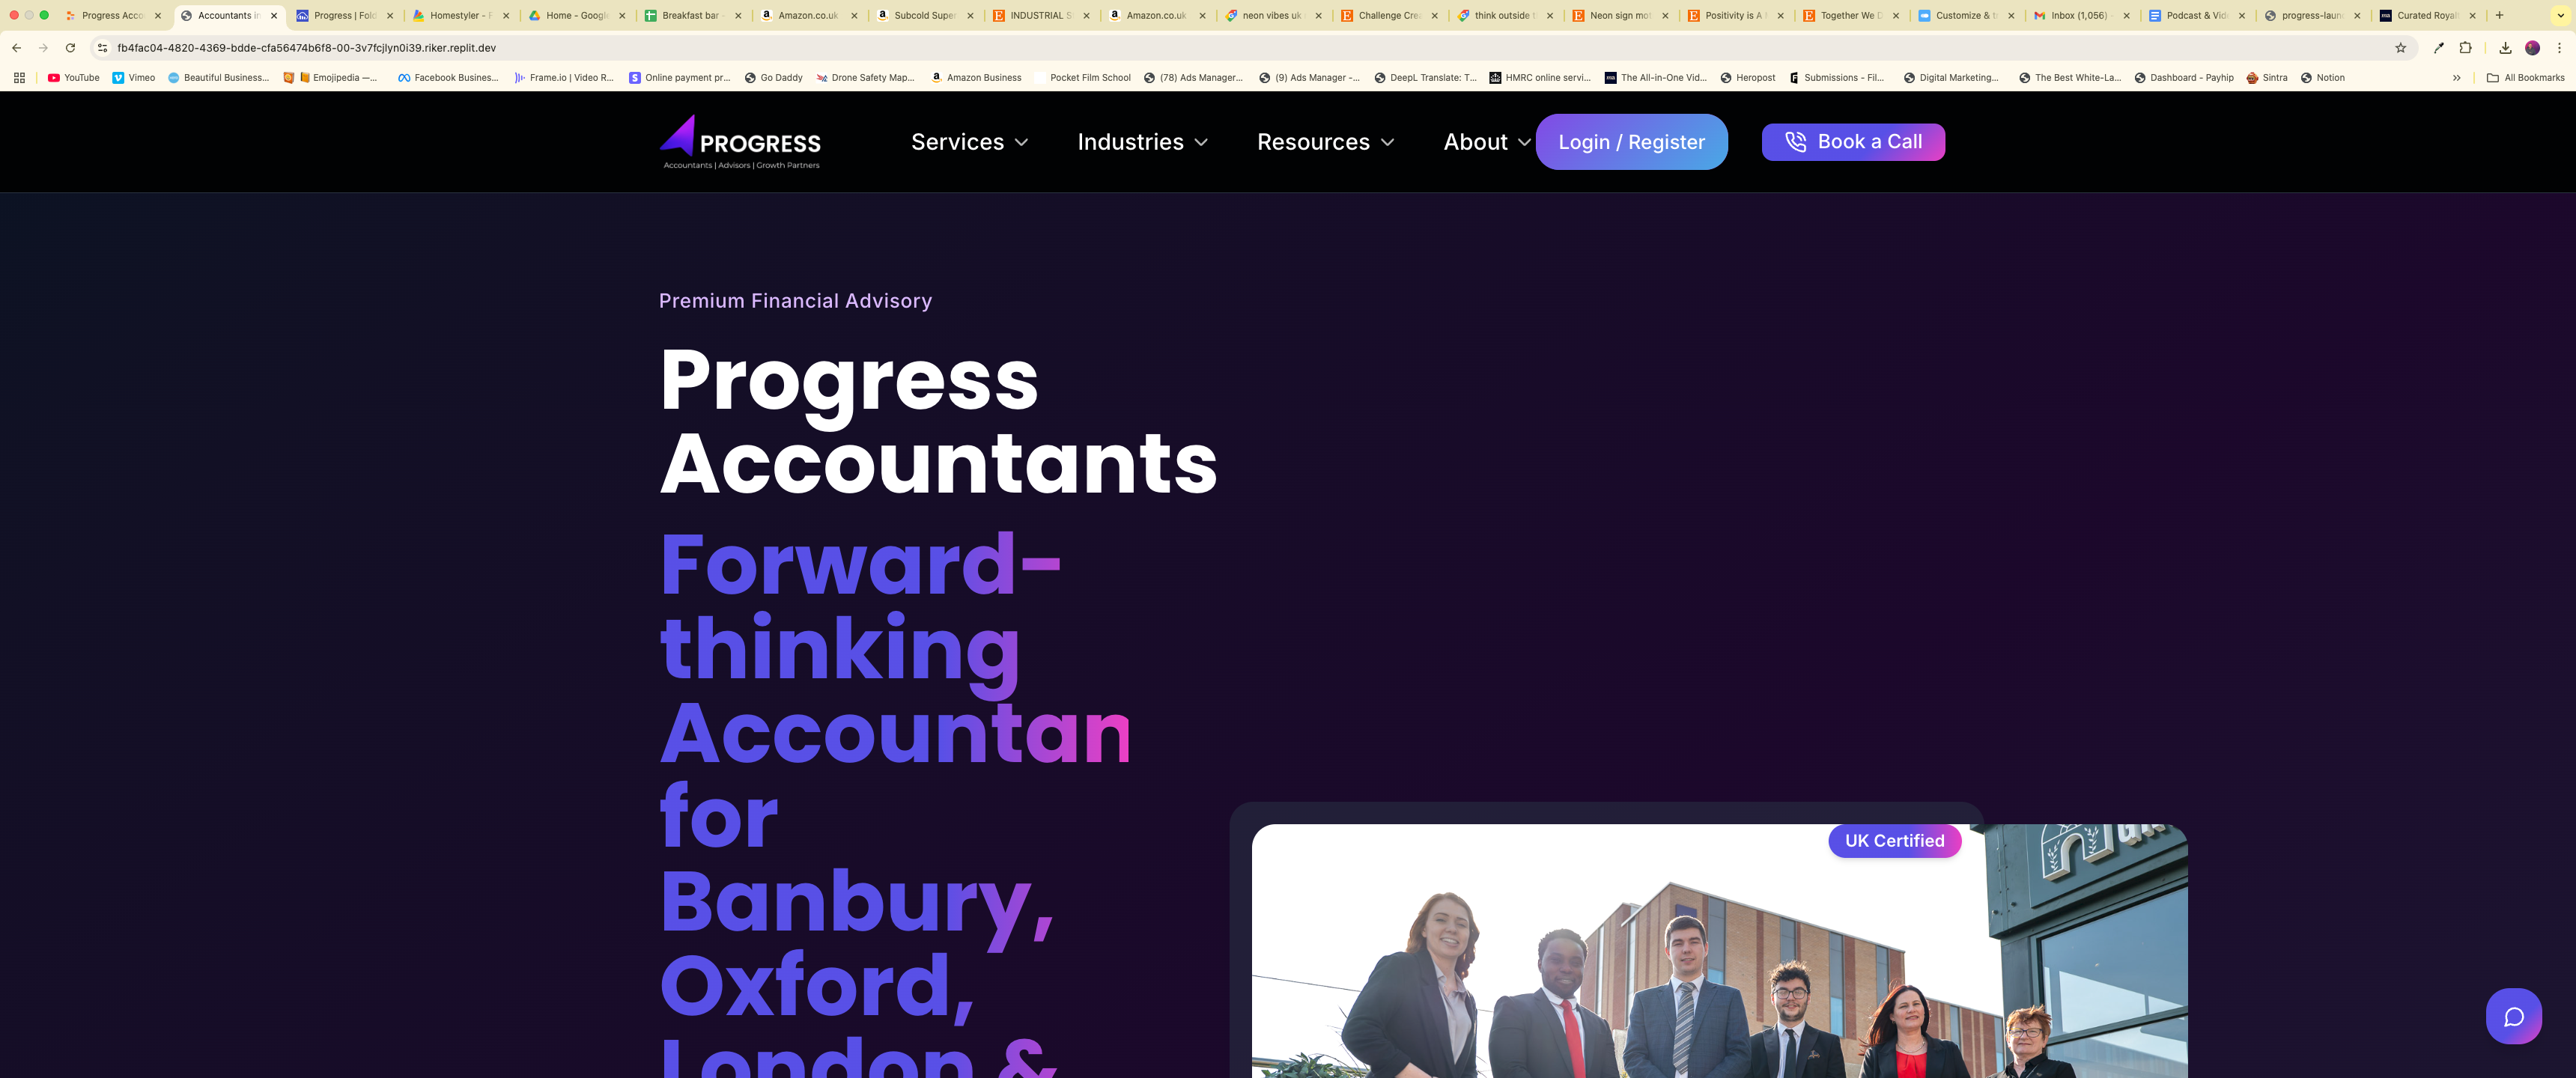 Progress Acco
Accountants in
Progress | Fold
Homestyler - F
Home - Google
Breakfast bar -
Amazon.co.uk
Subcold Super
INDUSTRIAL S
Amazon.co.uk
neon vibes uk
Challenge Crea
think outside t
Neon sign mot
Positivity is A
Together We D
Customize & t
Inbox (1,056)
Podcast & Vid
progress-laun
Curated Royal
fb4fac04-4820-4369-bdde-cfa56474b6f8-00-3v7fcjlyn0i39.riker.replit.dev
YouTube
Vimeo
Beautiful Business...
Emojipedia —...
Facebook Busines...
Frame.io | Video R...
Online payment pr...
Go Daddy
Drone Safety Map...
Amazon Business
Pocket Film School
(78) Ads Manager...
(9) Ads Manager -...
DeepL Translate: T...
HMRC online servi...
The All-in-One Vid...
Heropost
Submissions - Fil...
Digital Marketing...
The Best White-La...
Dashboard - Payhip
Sintra
Notion
All Bookmarks
PROGRESS
Accountants | Advisors | Growth Partners
Services
Industries
Resources
About
Login / Register
Book a Call
Premium Financial Advisory
Progress
Accountants
Forward-
thinking
Accountan
for
Banbury,
Oxford,
London &
UK Certified